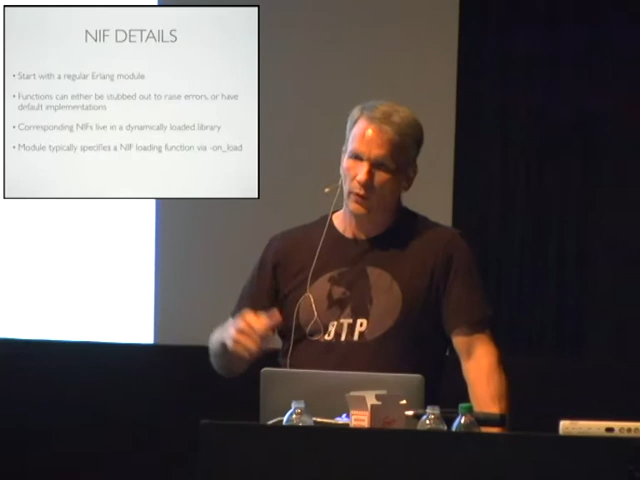 NIF DETAILS
• Start with a regular Erlang module
• Functions can either be stubbed out to raise errors, or have
default implementations
• Corresponding NIFs live in a dynamically loaded library
• Module typically specifies a NIF loading function via -on_load
BTP